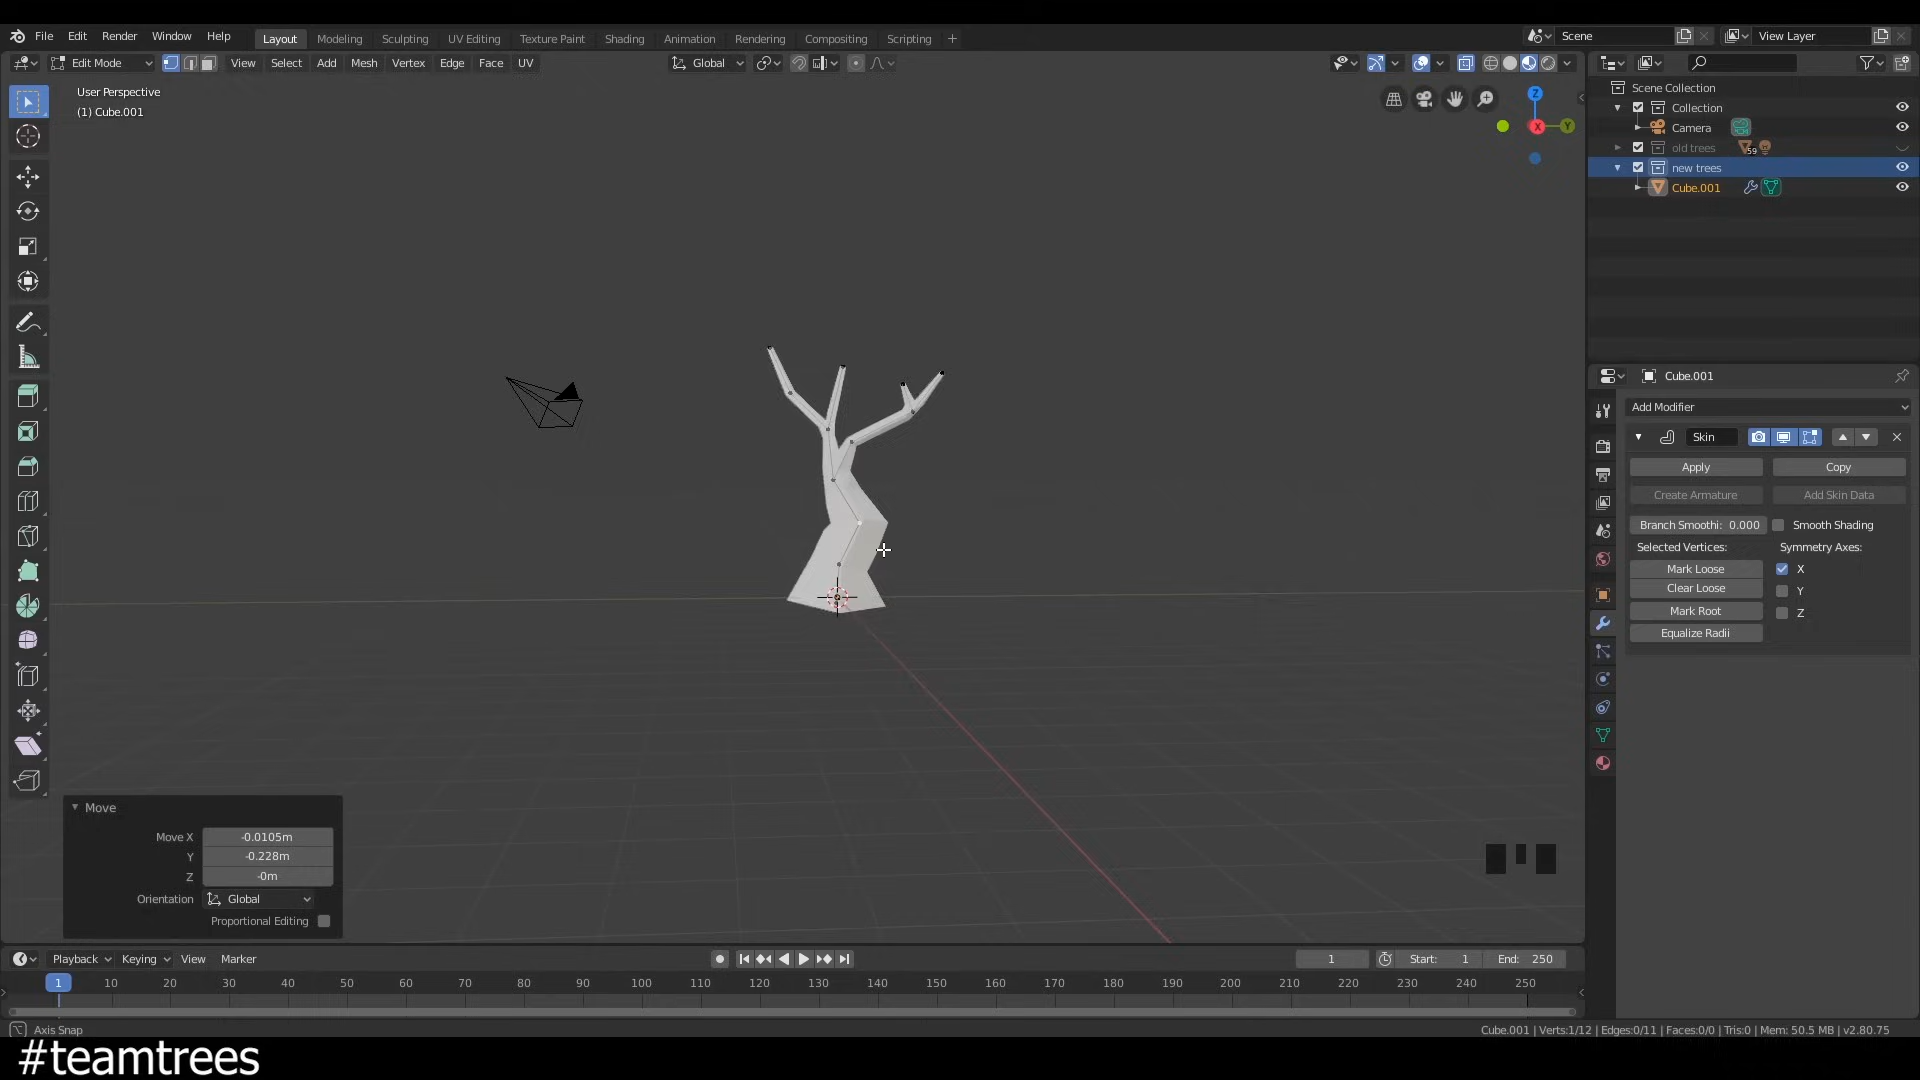 File Edit Render Window Help Layout Modeling Sculpting UV Editing Texture Paint Shading Animation Rendering Compositing Scripting + Scene View Layer
Edit Mode View Select Add Mesh Vertex Edge Face UV Global
User Perspective
(1) Cube.001
Z
X
Y
Scene Collection
Collection
Camera
old trees 59
new trees
Cube.001
Cube.001
Add Modifier
Skin
Apply Copy
Create Armature Add Skin Data
Branch Smoothi: 0.000 Smooth Shading
Selected Vertices: Symmetry Axes:
Mark Loose X
Clear Loose Y
Mark Root Z
Equalize Radii
Move
Move X -0.0105m
Y -0.228m
Z -0m
Orientation Global
Proportional Editing
Playback Keying View Marker 1 Start: 1 End: 250
1 10 20 30 40 50 60 70 80 90 100 110 120 130 140 150 160 170 180 190 200 210 220 230 240 250
Axis Snap Cube.001 | Verts:1/12 | Edges:0/11 | Faces:0/0 | Tris:0 | Mem: 50.5 MB | v2.80.75
#teamtrees